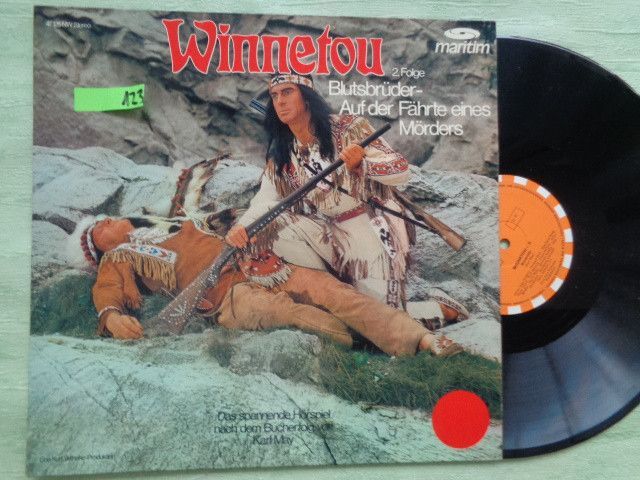 Stereo
Winnetou
maritim
2. Folge
Blutsbrüder-
Auf der Fährte eines
Mörders
123
Das spannende Hörspiel
nach dem Bucherfolg von
Karl May